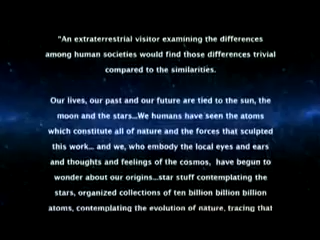 "An extraterrestrial visitor examining the differences
among human societies would find those differences trivial
compared to the similarities.
Our lives, our past and our future are tied to the sun, the
moon and the stars...We humans have seen the atoms
which constitute all of nature and the forces that sculpted
this work... and we, who embody the local eyes and ears
and thoughts and feelings of the cosmos, have begun to
wonder about our origins...star stuff contemplating the
stars, organized collections of ten billion billion billion
atoms, contemplating the evolution of nature, tracing that